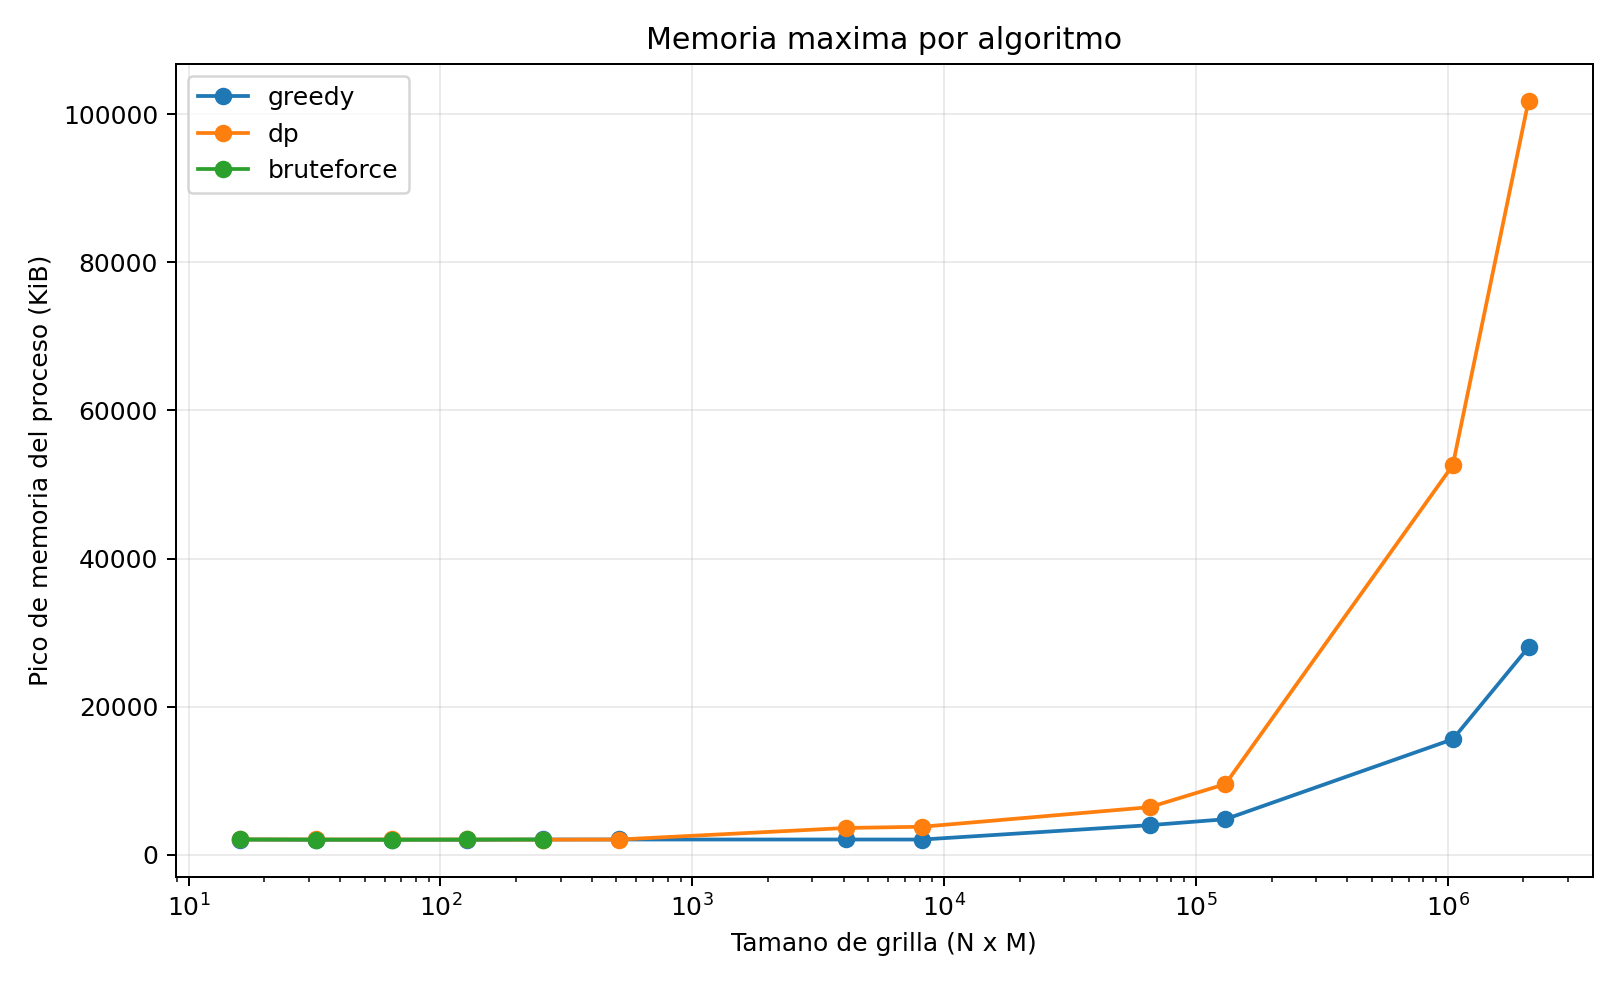 Memoria maxima por algoritmo
greedy
dp
bruteforce
Pico de memoria del proceso (KiB)
100000
80000
60000
40000
20000
0
10¹ 10² 10³ 10⁴ 10⁵ 10⁶
Tamano de grilla (N x M)